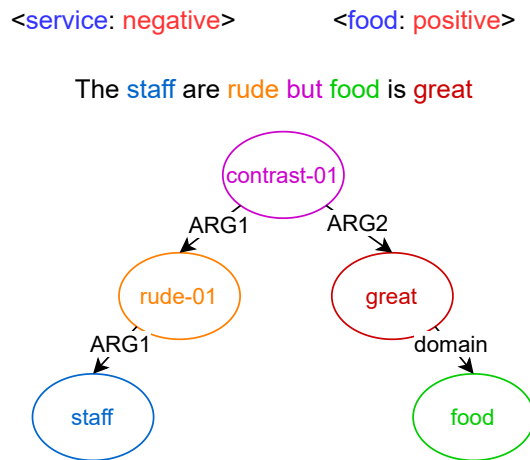 <service: negative> <food: positive>
The staff are rude but food is great
contrast-01
ARG1 ARG2
rude-01 great
ARG1 domain
staff food